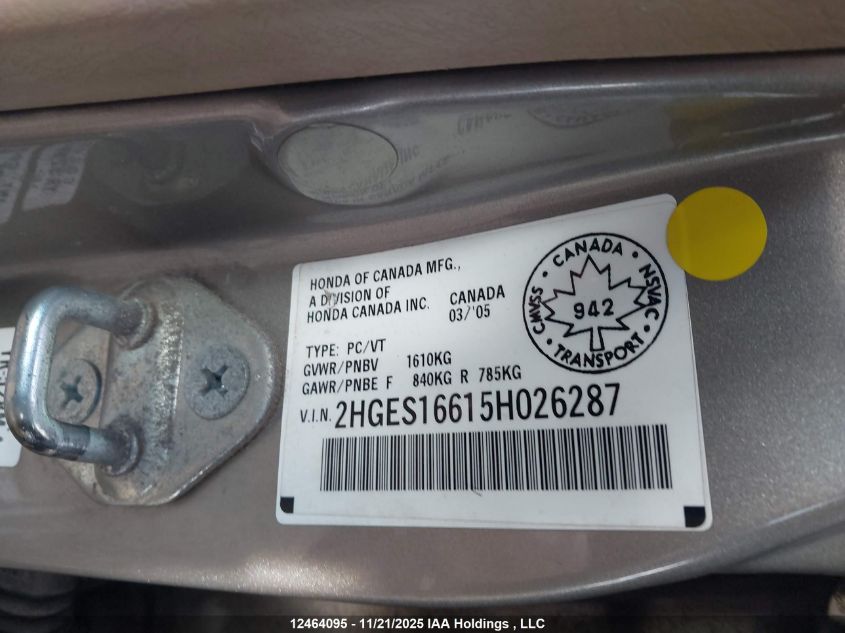 HONDA OF CANADA MFG.,
A DIVISION OF
HONDA CANADA INC. CANADA
03/'05
TYPE: PC/VT
GVWR/PNBV 1610KG
GAWR/PNBE F 840KG R 785KG
V.I.N. 2HGES16615H026287
CANADA
CMVSS NSVAC
942
TRANSPORT
12464095 - 11/21/2025 IAA Holdings , LLC